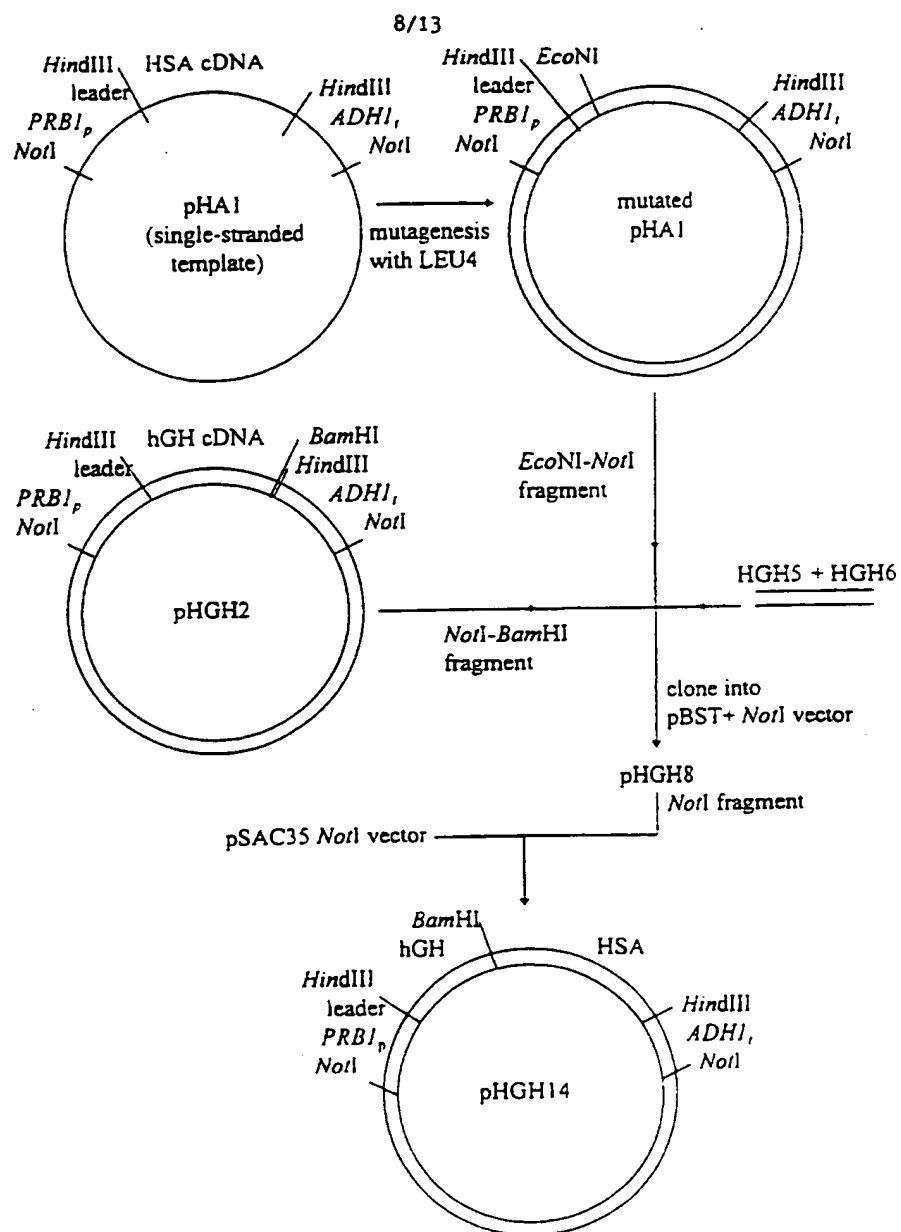 8/13
HindIII HSA cDNA
leader
PRB1p
NotI
HindIII
ADH1t
NotI
pHA1
(single-stranded
template)
mutagenesis
with LEU4
HindIII EcoNI
leader
PRB1p
NotI
HindIII
ADH1t
NotI
mutated
pHA1
HindIII hGH cDNA
leader
PRB1p
NotI
BamHI
HindIII
ADH1t
NotI
pHGH2
EcoNI-NotI
fragment
HGH5 + HGH6
NotI-BamHI
fragment
clone into
pBST+ NotI vector
pHGH8
NotI fragment
pSAC35 NotI vector
BamHI
hGH
HSA
HindIII
leader
PRB1p
NotI
HindIII
ADH1t
NotI
pHGH14